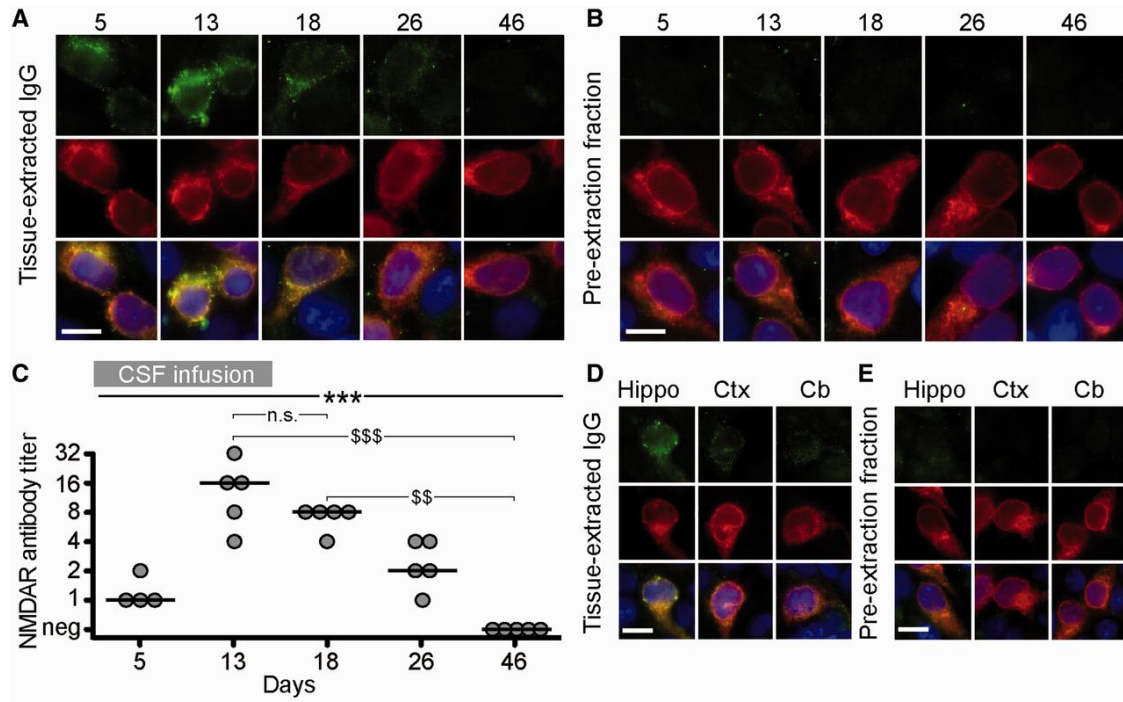 A
5 13 18 26 46
Tissue-extracted IgG
B
5 13 18 26 46
Pre-extraction fraction
C
CSF infusion
***
n.s.
$$$
$$
NMDAR antibody titer
32
16
8
4
2
1
neg
5 13 18 26 46
Days
D
Hippo Ctx Cb
Tissue-extracted IgG
E
Hippo Ctx Cb
Pre-extraction fraction